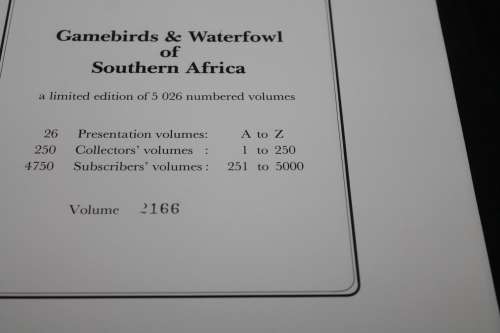 Gamebirds & Waterfowl
of
Southern Africa
a limited edition of 5 026 numbered volumes
26 Presentation volumes: A to Z
250 Collectors' volumes : 1 to 250
4750 Subscribers' volumes : 251 to 5000
Volume 2166